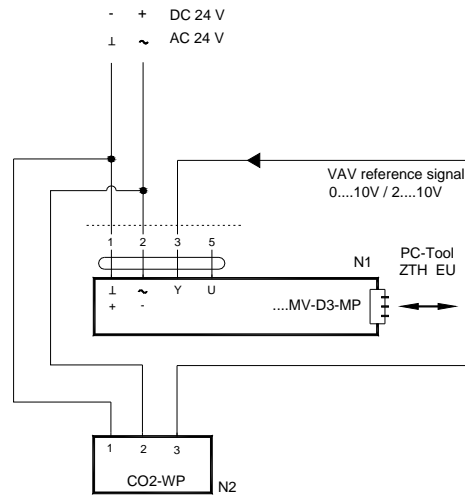 - + DC 24 V
⊥ ~ AC 24 V
VAV reference signal
0....10V / 2....10V
1 2 3 5
N1
PC-Tool
ZTH EU
⊥ ~ Y U
+ -
....MV-D3-MP
1 2 3
CO2-WP
N2